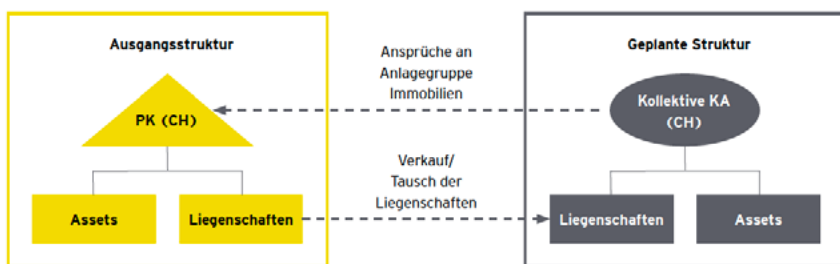 Ausgangsstruktur
PK (CH)
Assets
Liegenschaften
Ansprüche an
Anlagegruppe
Immobilien
Verkauf/
Tausch der
Liegenschaften
Geplante Struktur
Kollektive KA
(CH)
Liegenschaften
Assets